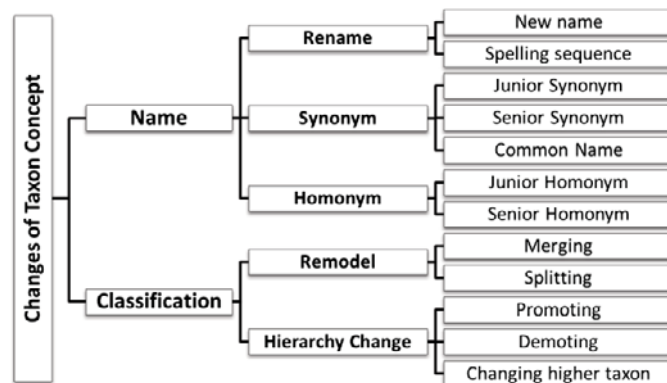 Changes of Taxon Concept
Name
Classification
Rename
Synonym
Homonym
Remodel
Hierarchy Change
New name
Spelling sequence
Junior Synonym
Senior Synonym
Common Name
Junior Homonym
Senior Homonym
Merging
Splitting
Promoting
Demoting
Changing higher taxon